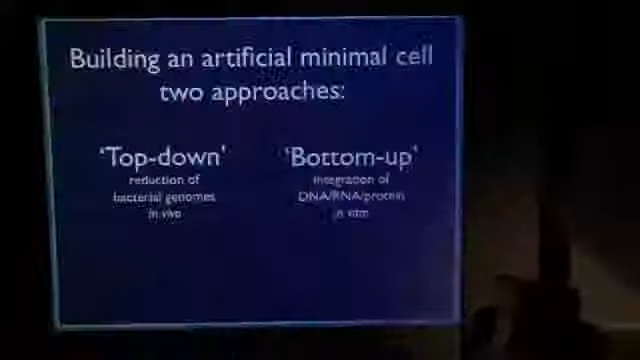 Building an artificial minimal cell
two approaches:
'Top-down'
reduction of
bacterial genomes
in vivo
'Bottom-up'
integration of
DNA/RNA/protein
in vitro